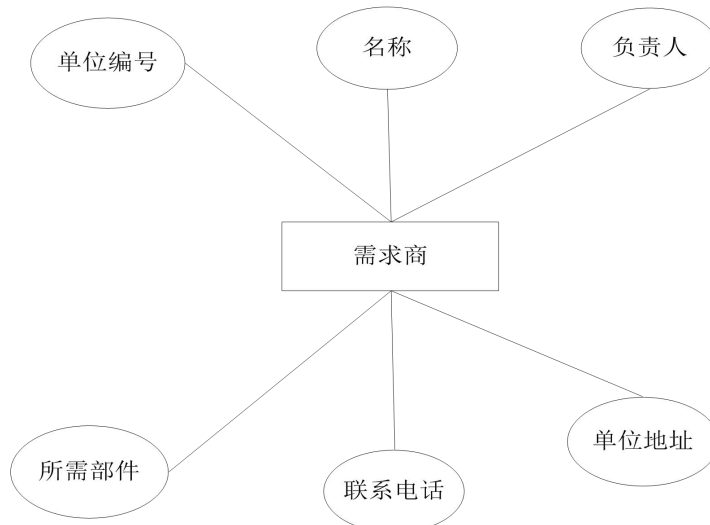 单位编号
名称
负责人
需求商
所需部件
联系电话
单位地址